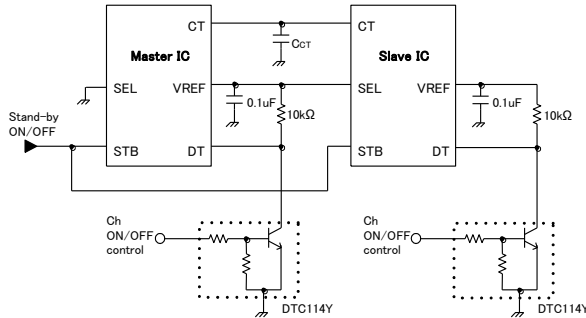 CT
CT
CCT
Master IC
Slave IC
SEL
VREF
SEL
VREF
0.1uF
0.1uF
Stand-by
ON/OFF
10kΩ
10kΩ
STB
DT
STB
DT
Ch
ON/OFF
control
Ch
ON/OFF
control
DTC114Y
DTC114Y